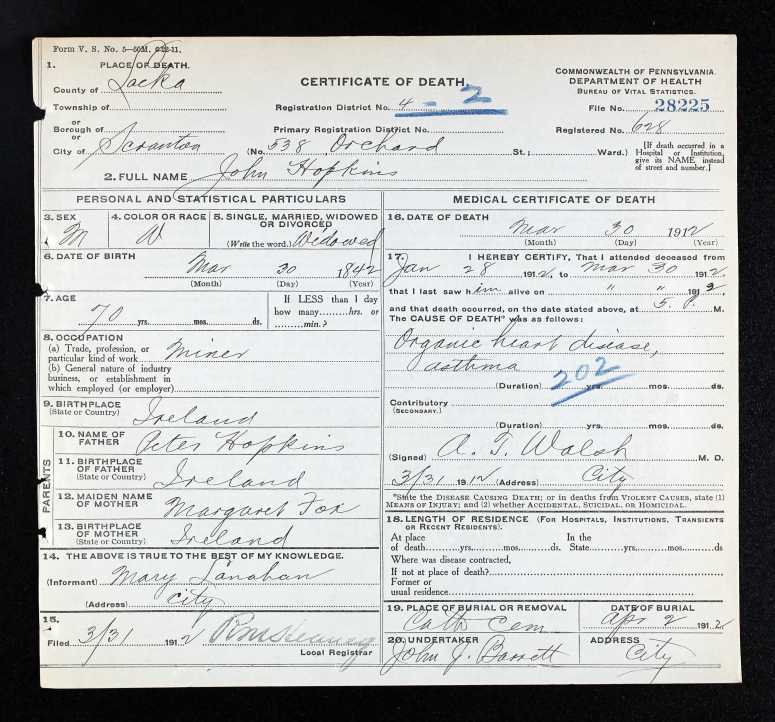 Form V. S. No. 5—50M. 6-12-11.
1. PLACE OF DEATH.
County of Lacka
Township of
or
Borough of
or
City of Scranton
CERTIFICATE OF DEATH.
Registration District No. 4 - 2
Primary Registration District No.
(No. 538 Orchard St.; Ward.)
COMMONWEALTH OF PENNSYLVANIA.
DEPARTMENT OF HEALTH
BUREAU OF VITAL STATISTICS.
File No. 28225
Registered No. 628
[If death occurred in a Hospital or Institution, give its NAME instead of street and number.]
2. FULL NAME John Hopkins
PERSONAL AND STATISTICAL PARTICULARS
3. SEX M
4. COLOR OR RACE W
5. SINGLE, MARRIED, WIDOWED OR DIVORCED
(Write the word.) Widowed
6. DATE OF BIRTH
Mar 30 1842
(Month) (Day) (Year)
7. AGE
70 yrs. mos. ds.
If LESS than 1 day
how many hrs. or
min.?
8. OCCUPATION
(a) Trade, profession, or particular kind of work Miner
(b) General nature of industry
business, or establishment in
which employed (or employer)
9. BIRTHPLACE
(State or Country) Ireland
PARENTS
10. NAME OF FATHER Peter Hopkins
11. BIRTHPLACE OF FATHER
(State or Country) Ireland
12. MAIDEN NAME OF MOTHER Margaret Fox
13. BIRTHPLACE OF MOTHER
(State or Country) Ireland
14. THE ABOVE IS TRUE TO THE BEST OF MY KNOWLEDGE.
(Informant) Mary Lanahan
(Address) City
15.
Filed 3/31 1912
Local Registrar
MEDICAL CERTIFICATE OF DEATH
16. DATE OF DEATH
Mar 30 1912
(Month) (Day) (Year)
17. I HEREBY CERTIFY, That I attended deceased from
Jan 28 1912, to Mar 30 1912,
that I last saw him alive on " " 1912,
and that death occurred, on the date stated above, at 5 P. M.
The CAUSE OF DEATH* was as follows:
Organic heart disease,
asthma
202
(Duration) yrs. mos. ds.
Contributory
(SECONDARY.)
(Duration) yrs. mos. ds.
(Signed) A. T. Walsh M. D.
3/31 1912 (Address) City
*State the DISEASE CAUSING DEATH; or in deaths from VIOLENT CAUSES, state (1)
MEANS OF INJURY; and (2) whether ACCIDENTAL, SUICIDAL, OR HOMICIDAL.
18. LENGTH OF RESIDENCE (FOR HOSPITALS, INSTITUTIONS, TRANSIENTS
OR RECENT RESIDENTS).
At place In the
of death yrs. mos. ds. State yrs. mos. ds
Where was disease contracted,
If not at place of death?
Former or
usual residence
19. PLACE OF BURIAL OR REMOVAL
Cath Cem
DATE OF BURIAL
Apr 2 1912
20. UNDERTAKER
John J. Barrett
ADDRESS
City